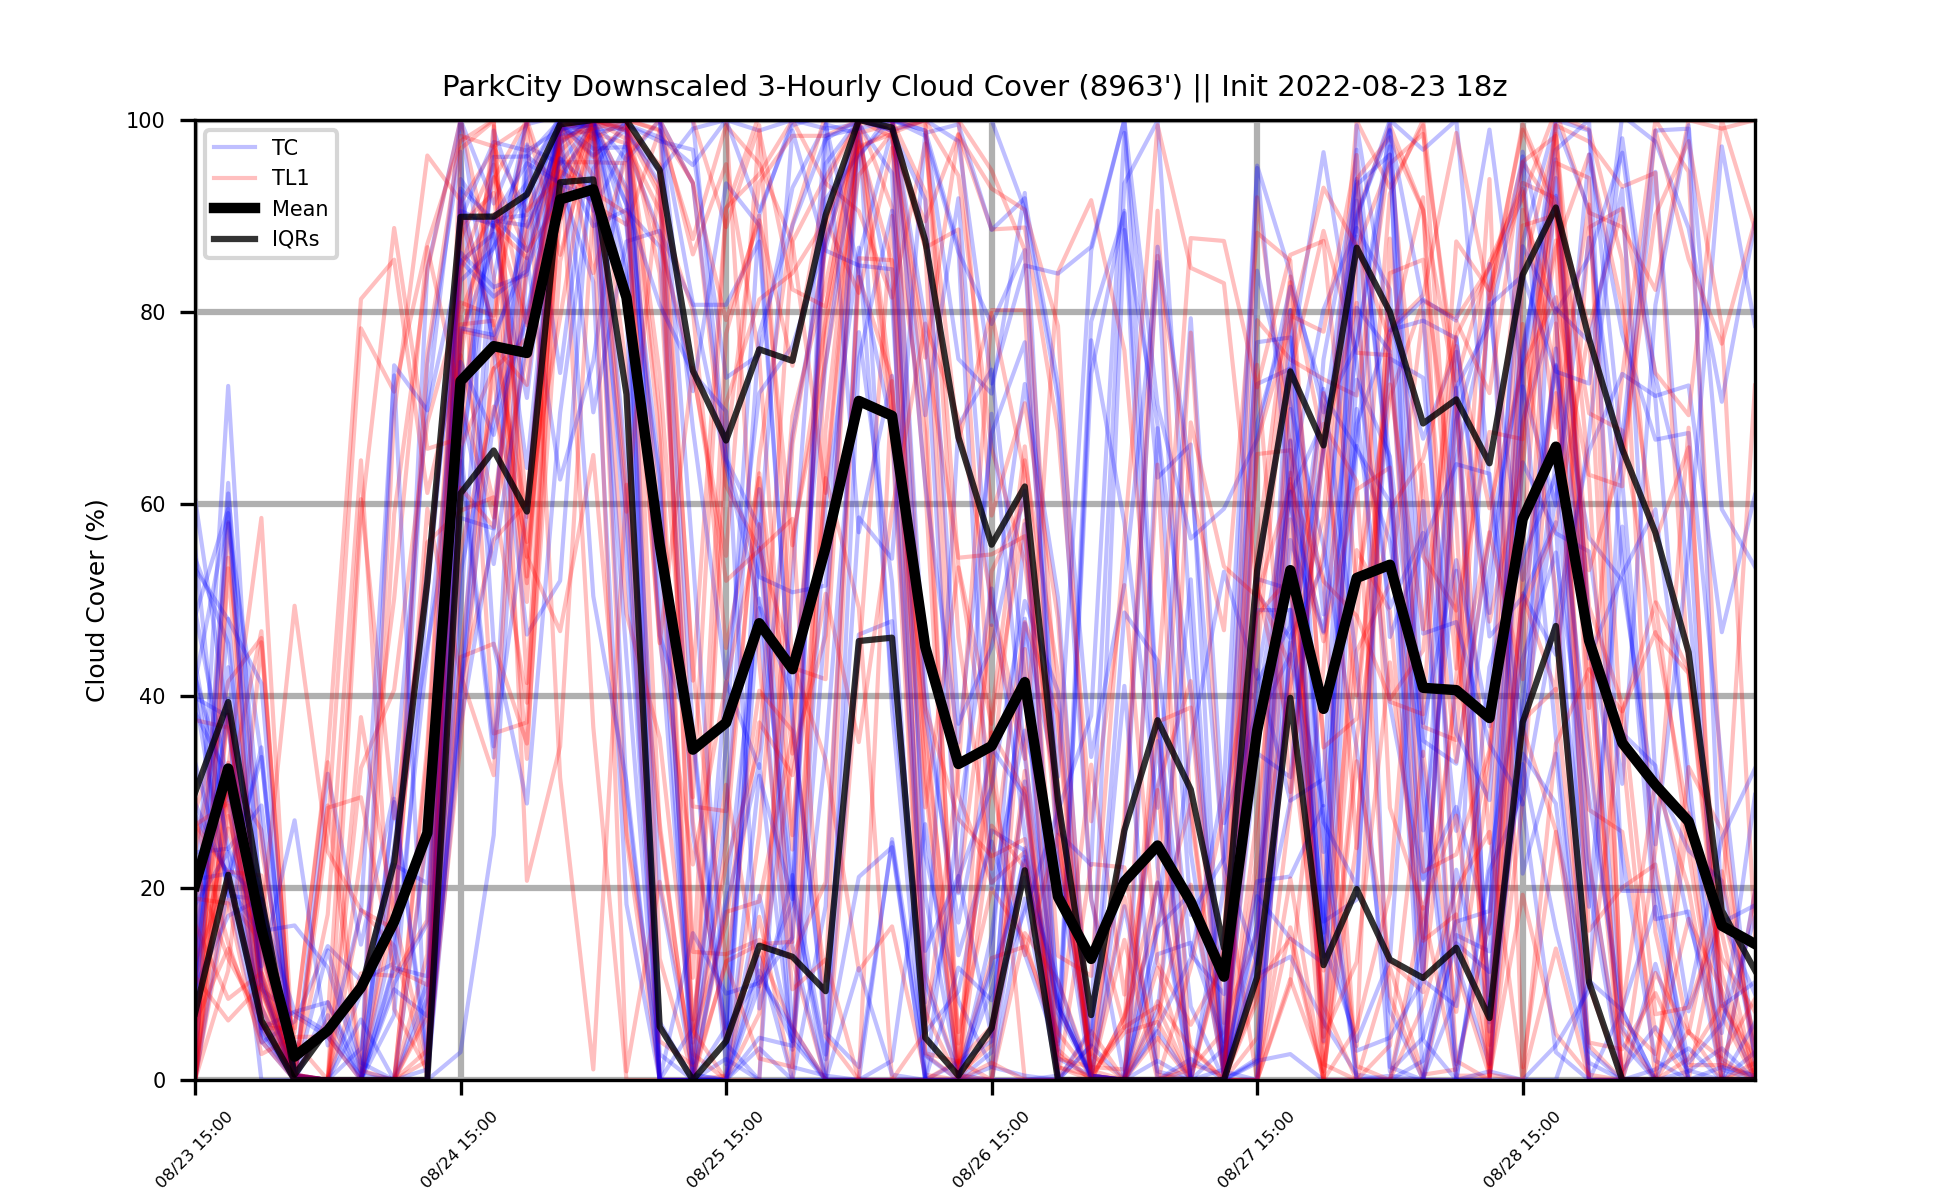 ParkCity Downscaled 3-Hourly Cloud Cover (8963') || Init 2022-08-23 18z
Cloud Cover (%)
100
80
60
40
20
0
TC
TL1
Mean
IQRs
08/23 15:00
08/24 15:00
08/25 15:00
08/26 15:00
08/27 15:00
08/28 15:00